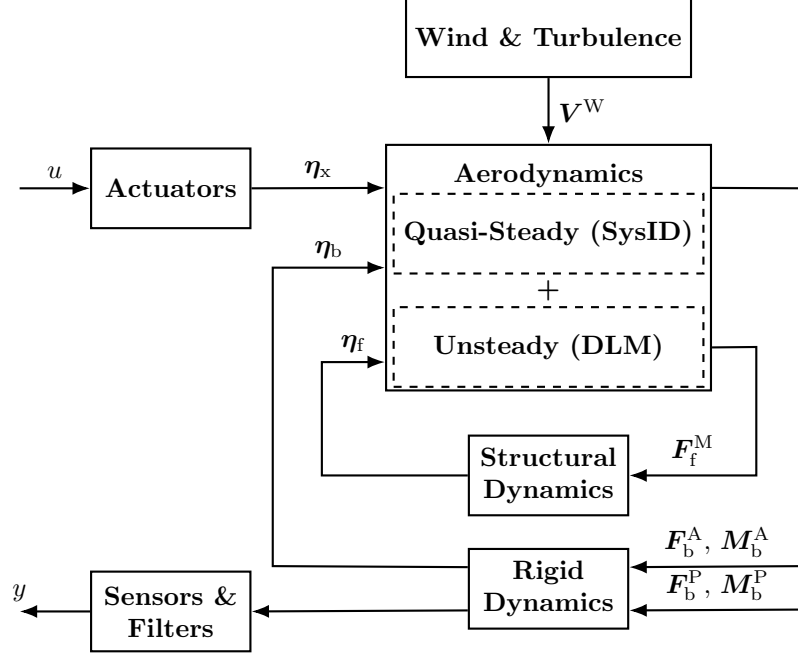 Wind & Turbulence
V^W
u
Actuators
η_x
Aerodynamics
Quasi-Steady (SysID)
η_b
+
η_f
Unsteady (DLM)
Structural
Dynamics
F_f^M
F_b^A, M_b^A
Rigid
Dynamics
F_b^P, M_b^P
y
Sensors &
Filters